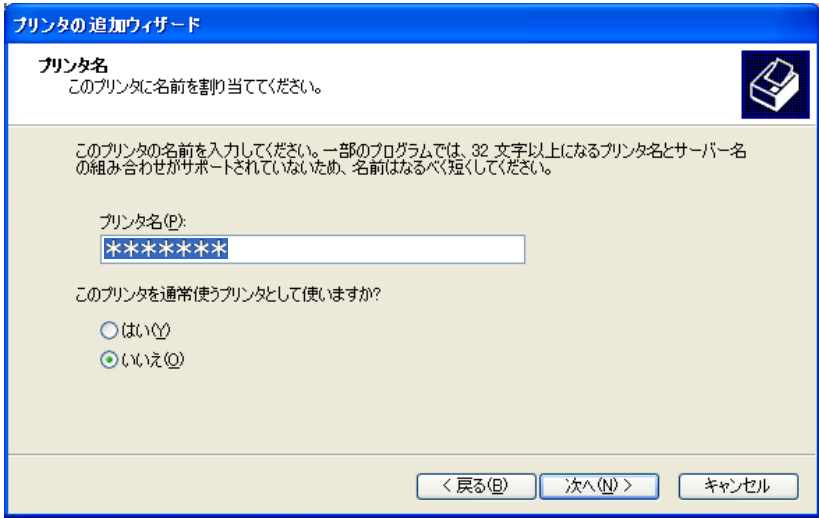 プリンタの追加ウィザード
プリンタ名
このプリンタに名前を割り当ててください。
このプリンタの名前を入力してください。一部のプログラムでは、32 文字以上になるプリンタ名とサーバー名
の組み合わせがサポートされていないため、名前はなるべく短くしてください。
プリンタ名(P):
*******
このプリンタを通常使うプリンタとして使いますか?
はい(Y)
いいえ(O)
< 戻る(B) 次へ(N) > キャンセル